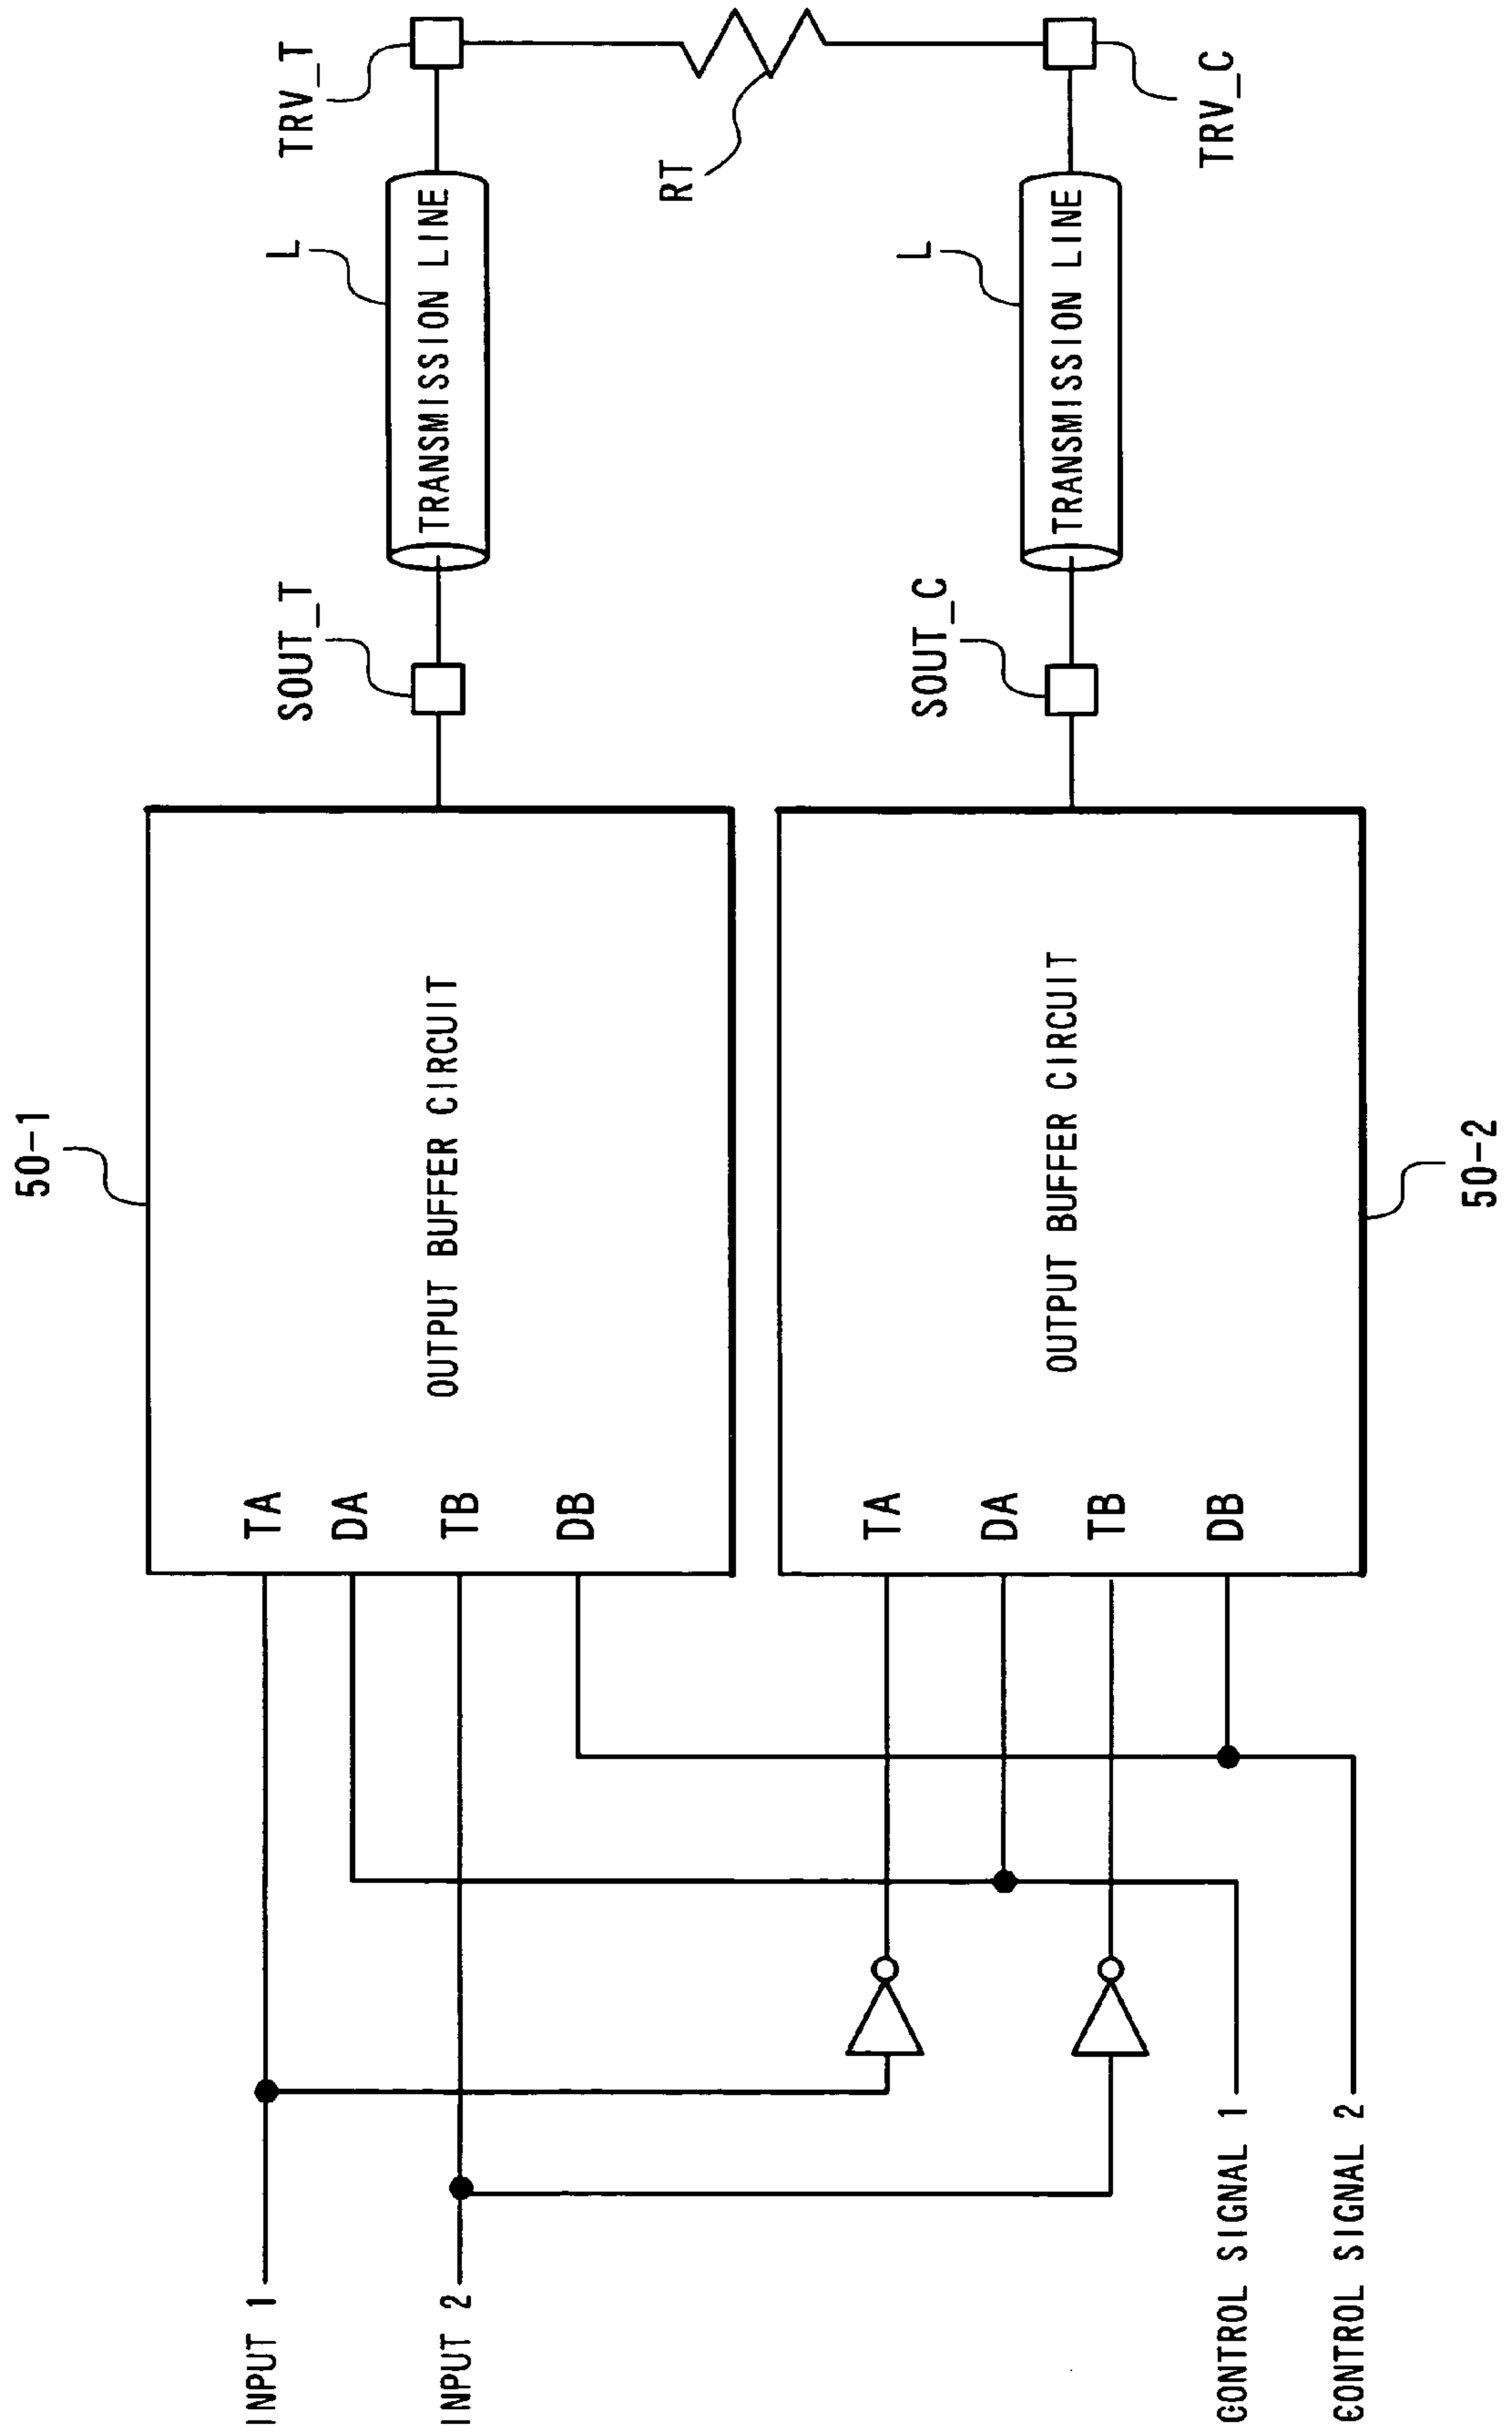 50-1
TA
DA
TB
DB
OUTPUT BUFFER CIRCUIT
SOUT_T
L
TRANSMISSION LINE
TRV_T
RT
INPUT 1
INPUT 2
TA
DA
TB
DB
OUTPUT BUFFER CIRCUIT
SOUT_C
L
TRANSMISSION LINE
TRV_C
CONTROL SIGNAL 1
CONTROL SIGNAL 2
50-2